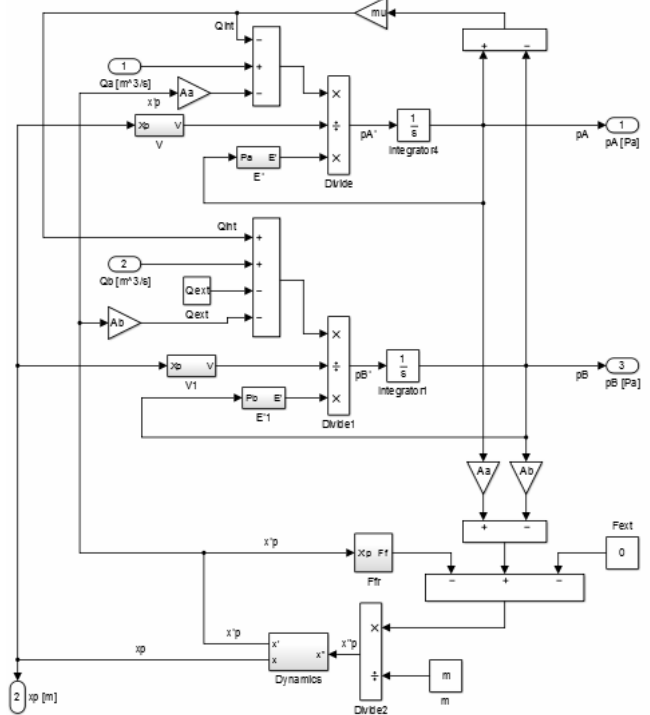 mu
Qint
−
+ −
1
+
Qa [m^3/s]
x'p
Aa
−
×
Xp V
V
÷
pA'
1
s
Integrator4
pA
1
pA [Pa]
Pa E'
E'
×
Divide
Qint
+
2
+
Qb [m^3/s]
Qext
−
Qext
Ab
−
×
Xp V
V1
÷
pB'
1
s
Integrator1
pB
3
pB [Pa]
Pb E'
E'1
×
Divide1
Aa
Ab
+ −
Fext
0
x'p
Xp Ff
Ffr
− + −
x'p
×
xp
x'
x
x''
Dynamics
x''p
÷
m
m
Divide2
2
xp [m]